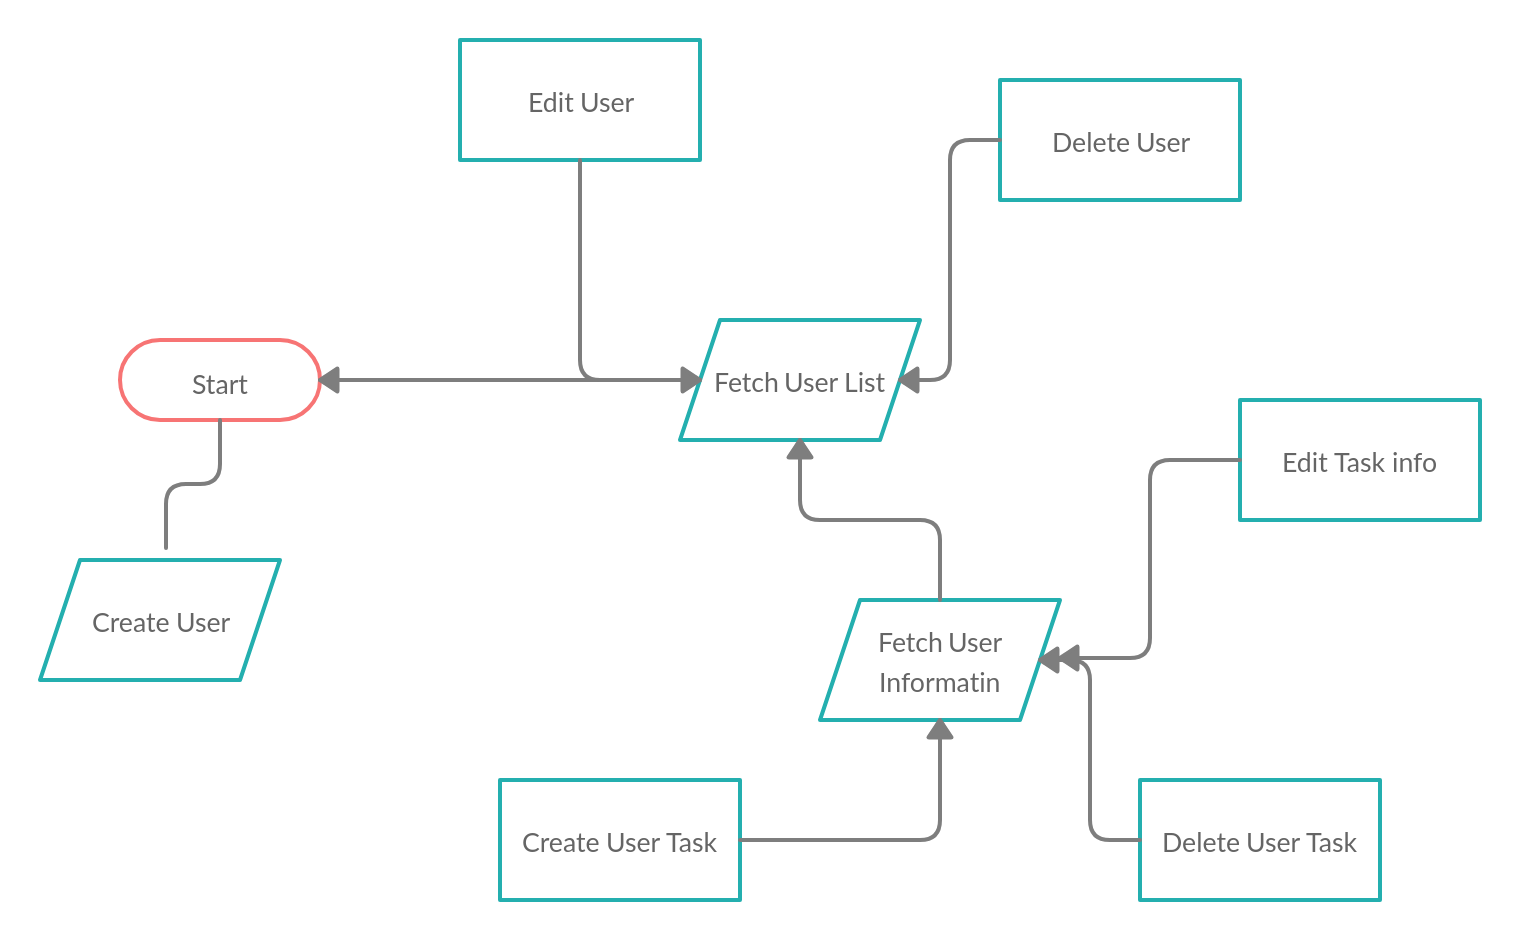 Edit User
Delete User
Start
Fetch User List
Edit Task info
Create User
Fetch User
Informatin
Create User Task
Delete User Task